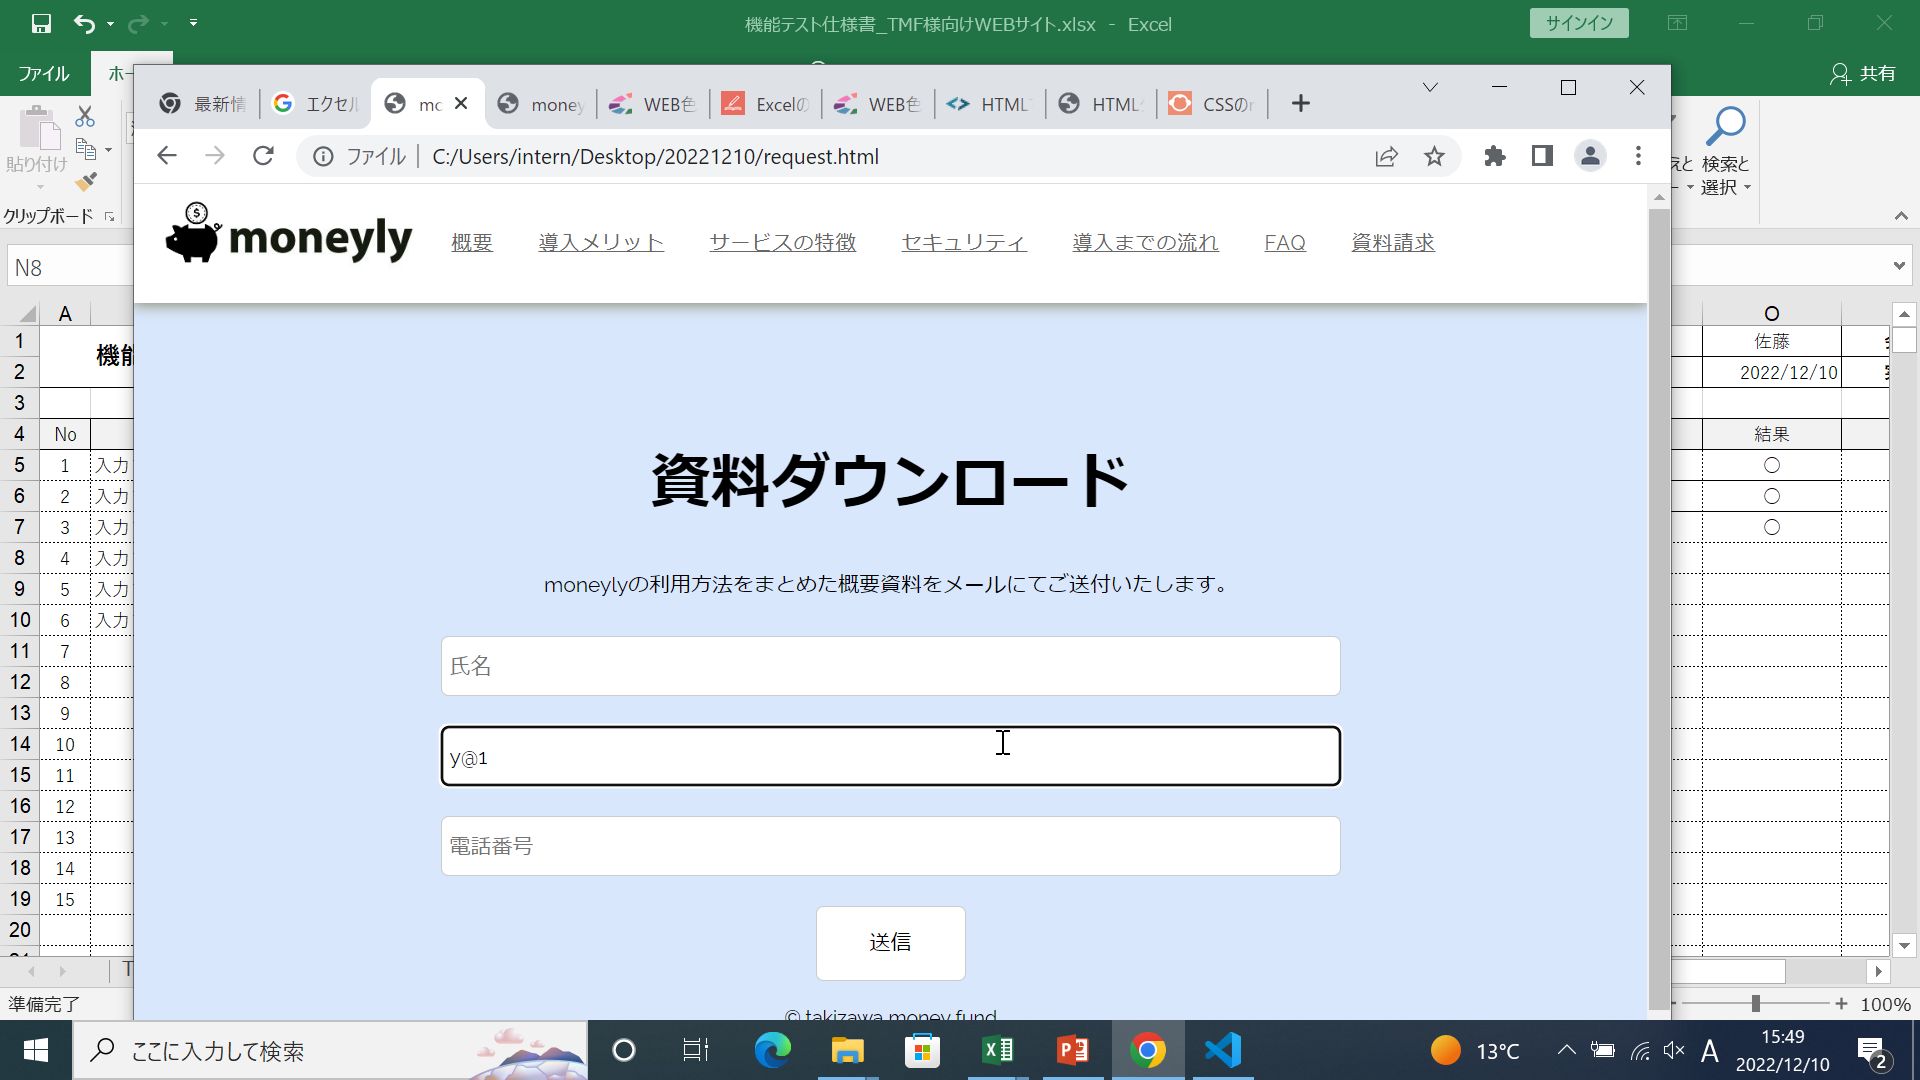 機能テスト仕様書_TMF様向けWEBサイト.xlsx - Excel
サインイン
ファイル
ホー
共有
最新情
エクセル
mc
money
WEB色
Excelの
WEB色
HTML
HTML
CSSの
ファイル C:/Users/intern/Desktop/20221210/request.html
貼り付け
クリップボード
検索と
選択
N8
moneyly
概要
導入メリット
サービスの特徴
セキュリティ
導入までの流れ
FAQ
資料請求
A
O
1
機能
佐藤
2
2022/12/10
3
4
No
結果
5
1
入力
○
6
2
入力
○
7
3
入力
○
8
4
入力
9
5
入力
10
6
入力
11
7
12
8
13
9
14
10
15
11
16
12
17
13
18
14
19
15
20
資料ダウンロード
moneylyの利用方法をまとめた概要資料をメールにてご送付いたします。
氏名
y@1
電話番号
送信
© takizawa money fund
T
準備完了
100%
ここに入力して検索
13°C
A
15:49
2022/12/10
2